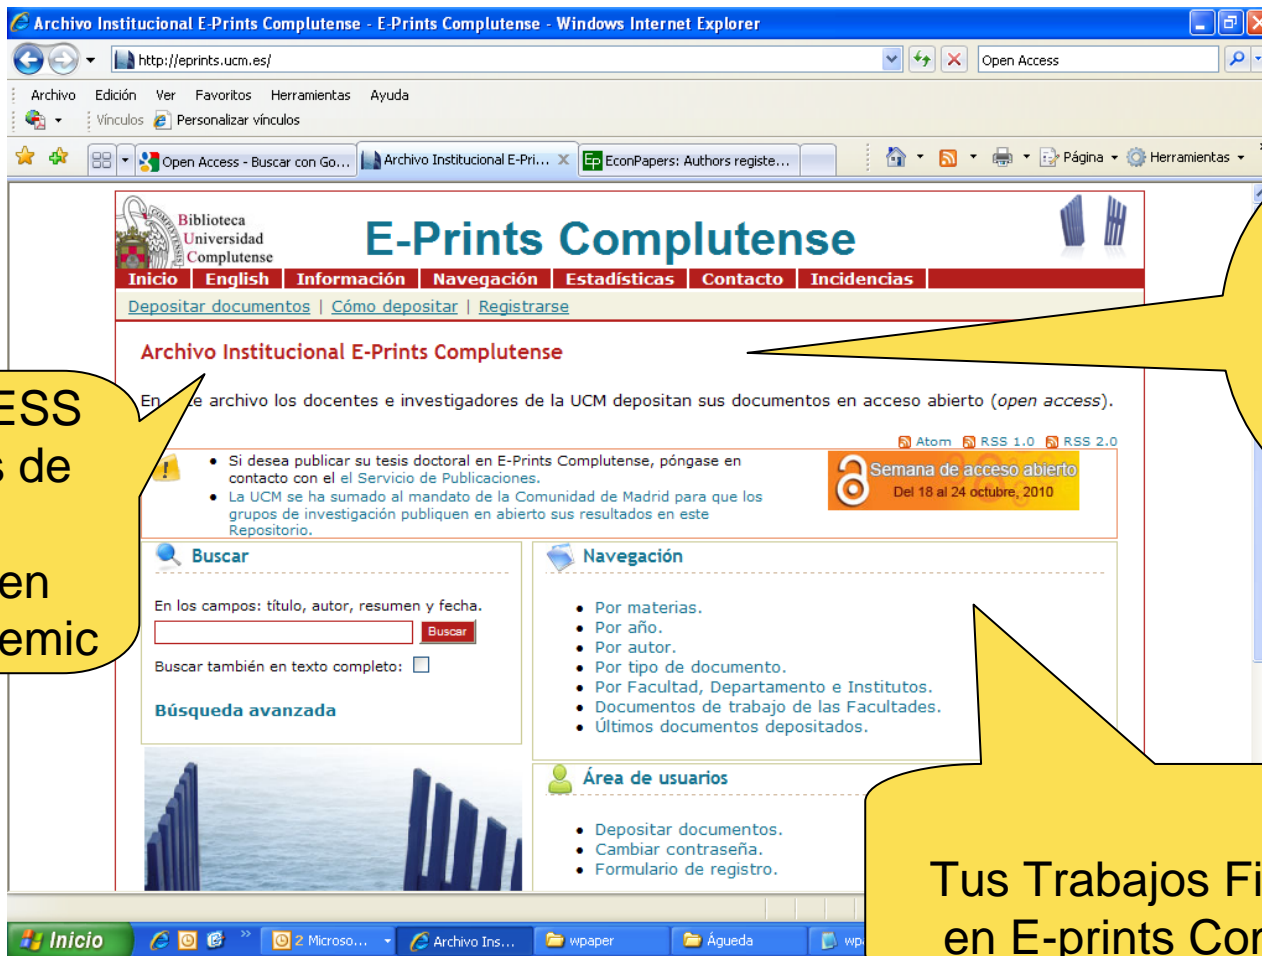 Archivo Institucional E-Prints Complutense - E-Prints Complutense - Windows Internet Explorer
http://eprints.ucm.es/
Open Access
Archivo Edición Ver Favoritos Herramientas Ayuda
Vínculos Personalizar vínculos
Open Access - Buscar con Go... Archivo Institucional E-Pri... EconPapers: Authors registe... Página Herramientas
Biblioteca
Universidad
Complutense
E-Prints Complutense
Inicio English Información Navegación Estadísticas Contacto Incidencias
Depositar documentos | Cómo depositar | Registrarse
Archivo Institucional E-Prints Complutense
En archivo los docentes e investigadores de la UCM depositan sus documentos en acceso abierto (open access).
Atom RSS 1.0 RSS 2.0
Si desea publicar su tesis doctoral en E-Prints Complutense, póngase en
contacto con el el Servicio de Publicaciones.
La UCM se ha sumado al mandato de la Comunidad de Madrid para que los
grupos de investigación publiquen en abierto sus resultados en este
Repositorio.
Semana de acceso abierto
Del 18 al 24 octubre, 2010
Buscar
En los campos: título, autor, resumen y fecha.
Buscar
Buscar también en texto completo:
Búsqueda avanzada
Navegación
Por materias.
Por año.
Por autor.
Por tipo de documento.
Por Facultad, Departamento e Institutos.
Documentos de trabajo de las Facultades.
Últimos documentos depositados.
Área de usuarios
Depositar documentos.
Cambiar contraseña.
Formulario de registro.
ESS
s de
en
emic
Tus Trabajos Fi
en E-prints Co
Inicio 2 Microso... Archivo Ins... wpaper Águeda wp